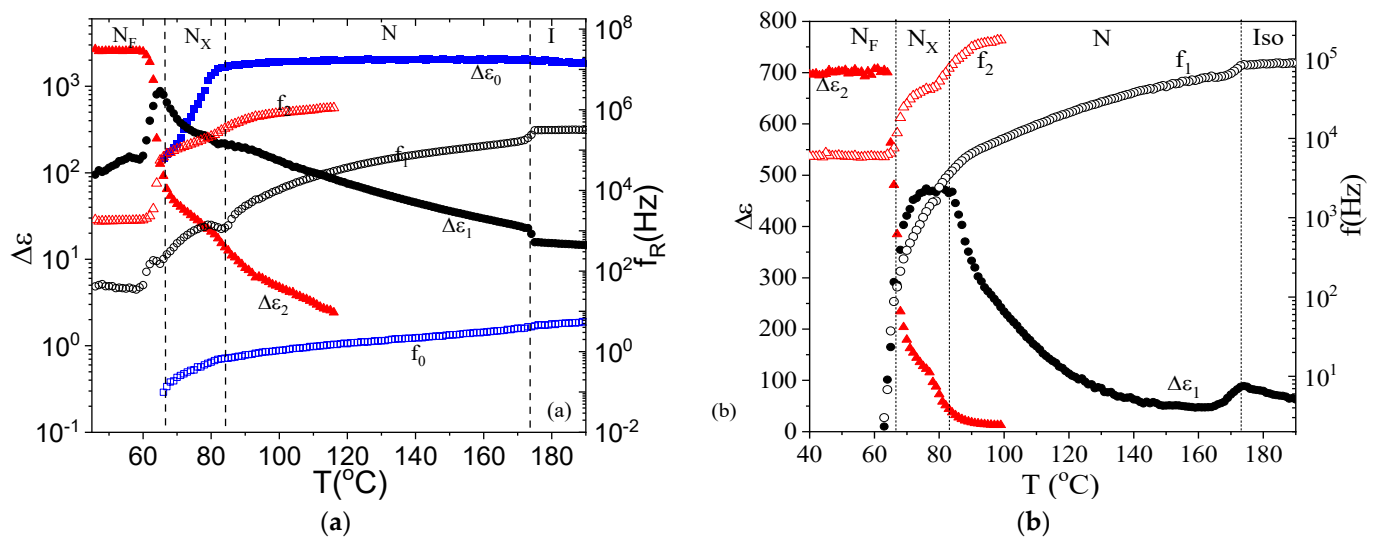 N_F N_X N I
Δε_0
f_2
f_1
Δε_1
Δε_2
f_0
(a)
10^3
10^2
10^1
10^0
10^-1
Δε
10^8
10^6
10^4
10^2
10^0
10^-2
f_R(Hz)
60 80 100 120 140 160 180
T(°C)
(a)
N_F N_X N Iso
f_2
f_1
Δε_2
Δε_1
(b)
800
700
600
500
400
300
200
100
0
Δε
10^5
10^4
10^3
10^2
10^1
f(Hz)
40 60 80 100 120 140 160 180
T (°C)
(b)